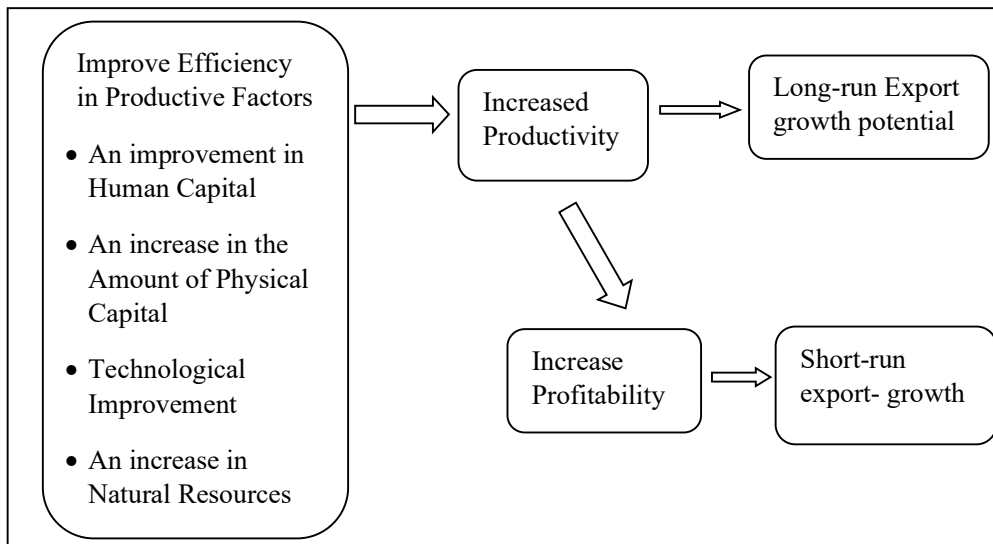 Improve Efficiency
in Productive Factors
• An improvement in
Human Capital
• An increase in the
Amount of Physical
Capital
• Technological
Improvement
• An increase in
Natural Resources
Increased
Productivity
Long-run Export
growth potential
Increase
Profitability
Short-run
export- growth